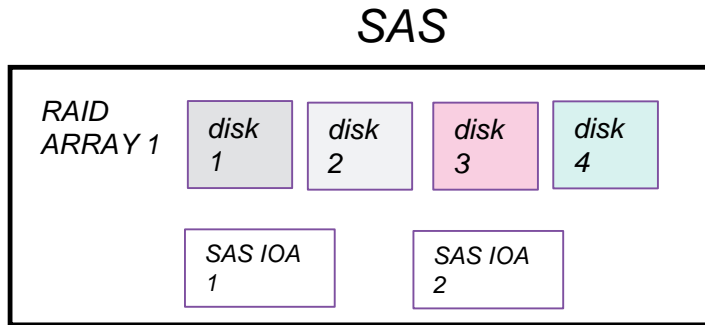 SAS
RAID
ARRAY 1
disk
1
disk
2
disk
3
disk
4
SAS IOA
1
SAS IOA
2